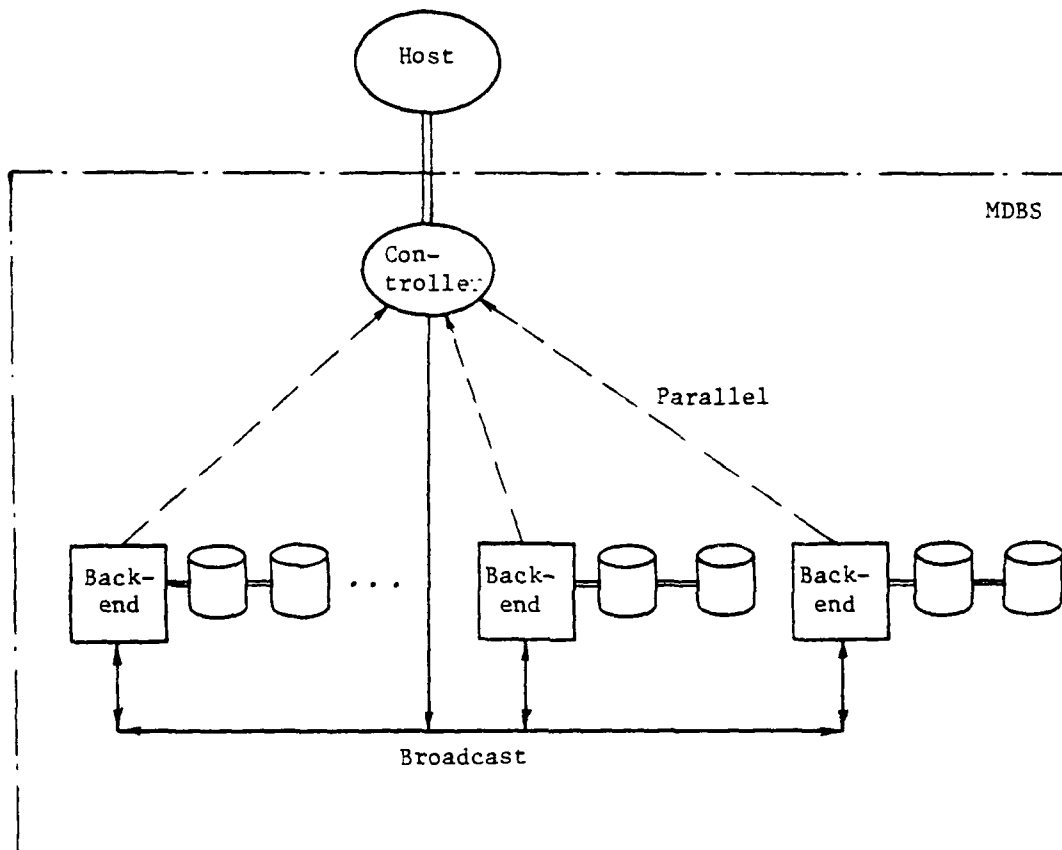 Host
MDBS
Con-
troller
Parallel
Back-
end
. . .
Back-
end
Back-
end
Broadcast